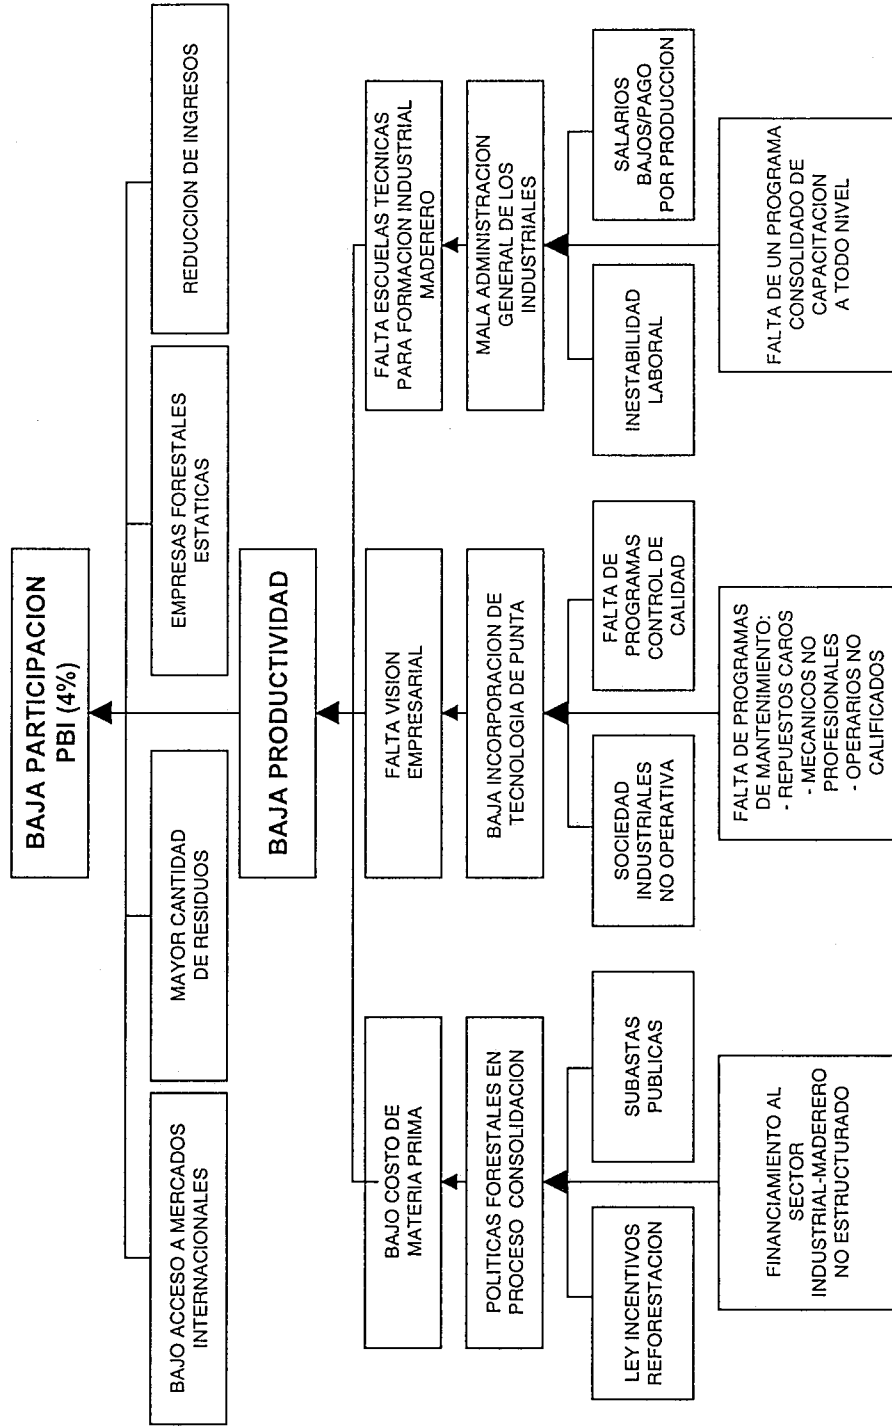 BAJA PARTICIPACION
PBI (4%)
BAJO ACCESO A MERCADOS
INTERNACIONALES
MAYOR CANTIDAD
DE RESIDUOS
EMPRESAS FORESTALES
ESTATICAS
REDUCCION DE INGRESOS
BAJA PRODUCTIVIDAD
BAJO COSTO DE
MATERIA PRIMA
FALTA VISION
EMPRESARIAL
FALTA ESCUELAS TECNICAS
PARA FORMACION INDUSTRIAL
MADERERO
POLITICAS FORESTALES EN
PROCESO CONSOLIDACION
BAJA INCORPORACION DE
TECNOLOGIA DE PUNTA
MALA ADMINISTRACION
GENERAL DE LOS
INDUSTRIALES
LEY INCENTIVOS
REFORESTACION
SUBASTAS
PUBLICAS
SOCIEDAD
INDUSTRIALES
NO OPERATIVA
FALTA DE
PROGRAMAS
CONTROL DE
CALIDAD
INESTABILIDAD
LABORAL
SALARIOS
BAJOS/PAGO
POR PRODUCCION
FINANCIAMIENTO AL
SECTOR
INDUSTRIAL-MADERERO
NO ESTRUCTURADO
FALTA DE PROGRAMAS
DE MANTENIMIENTO:
- REPUESTOS CAROS
- MECANICOS NO
PROFESIONALES
- OPERARIOS NO
CALIFICADOS
FALTA DE UN PROGRAMA
CONSOLIDADO DE
CAPACITACION
A TODO NIVEL